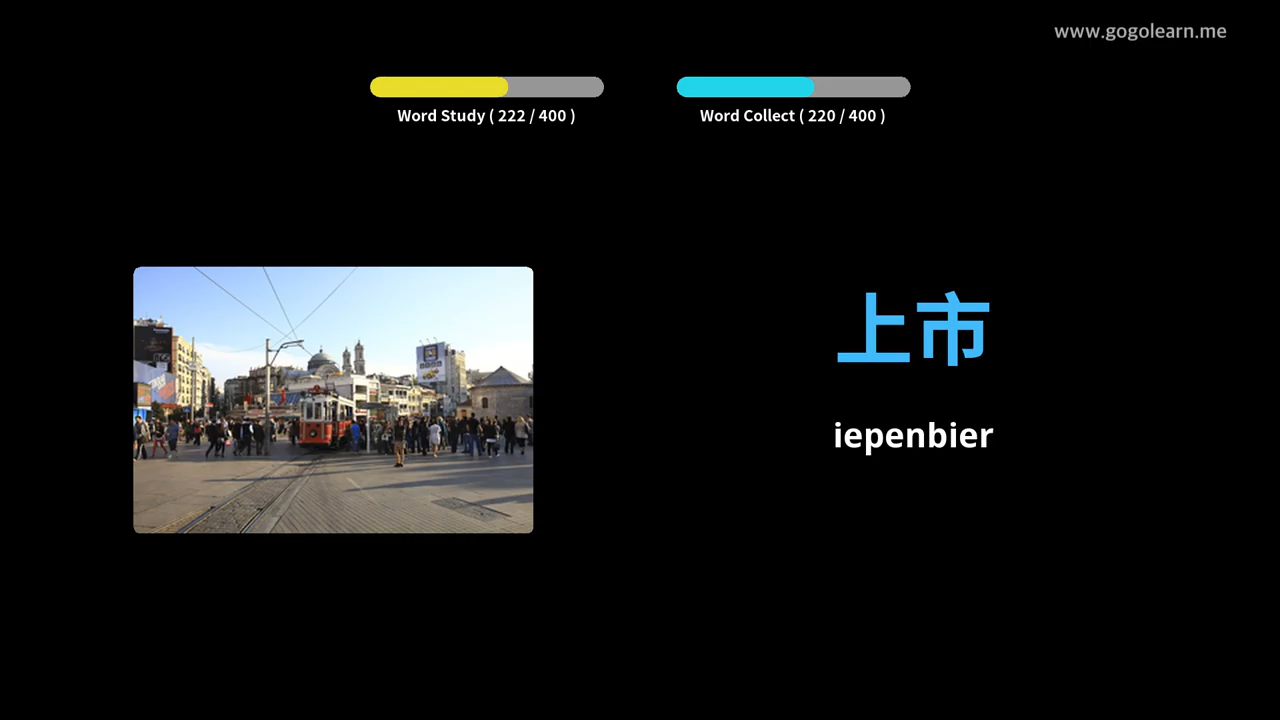 www.gogolearn.me
Word Study ( 222 / 400 )
Word Collect ( 220 / 400 )
上市
iepenbier